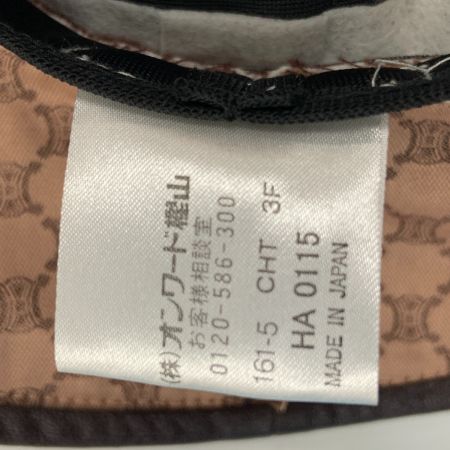 (株)オンワード樫山
お客様相談室
0120-586-300
161-5 CHT 3F
HA 0115
MADE IN JAPAN